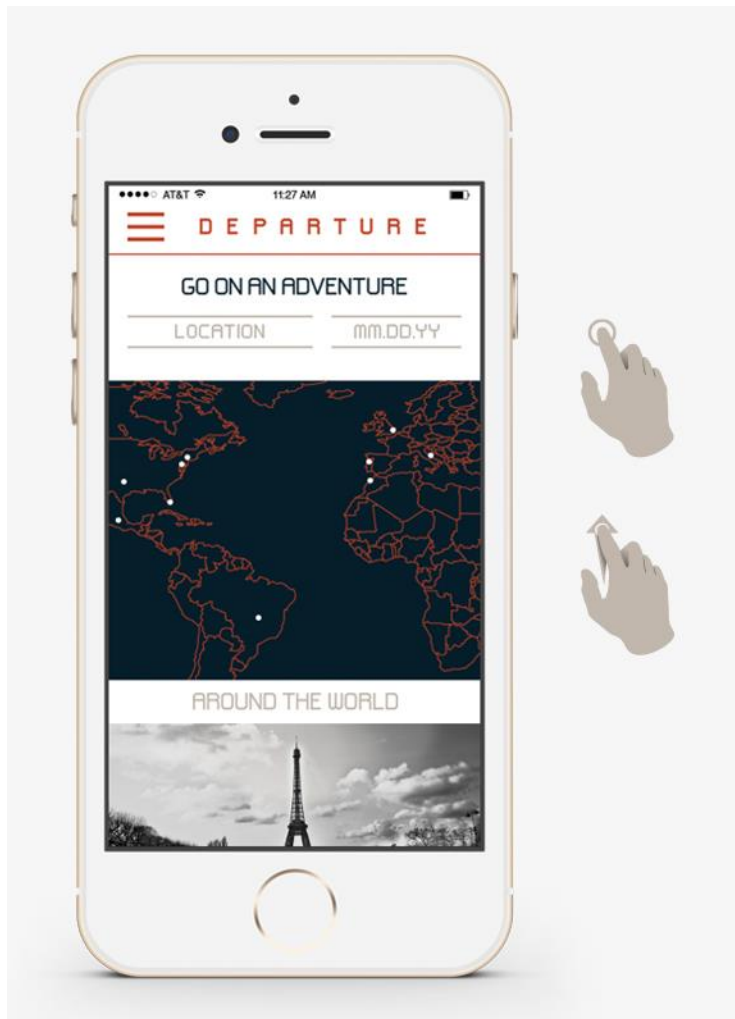 AT&T 11:27 AM
DEPARTURE
GO ON AN ADVENTURE
LOCATION MM.DD.YY
AROUND THE WORLD